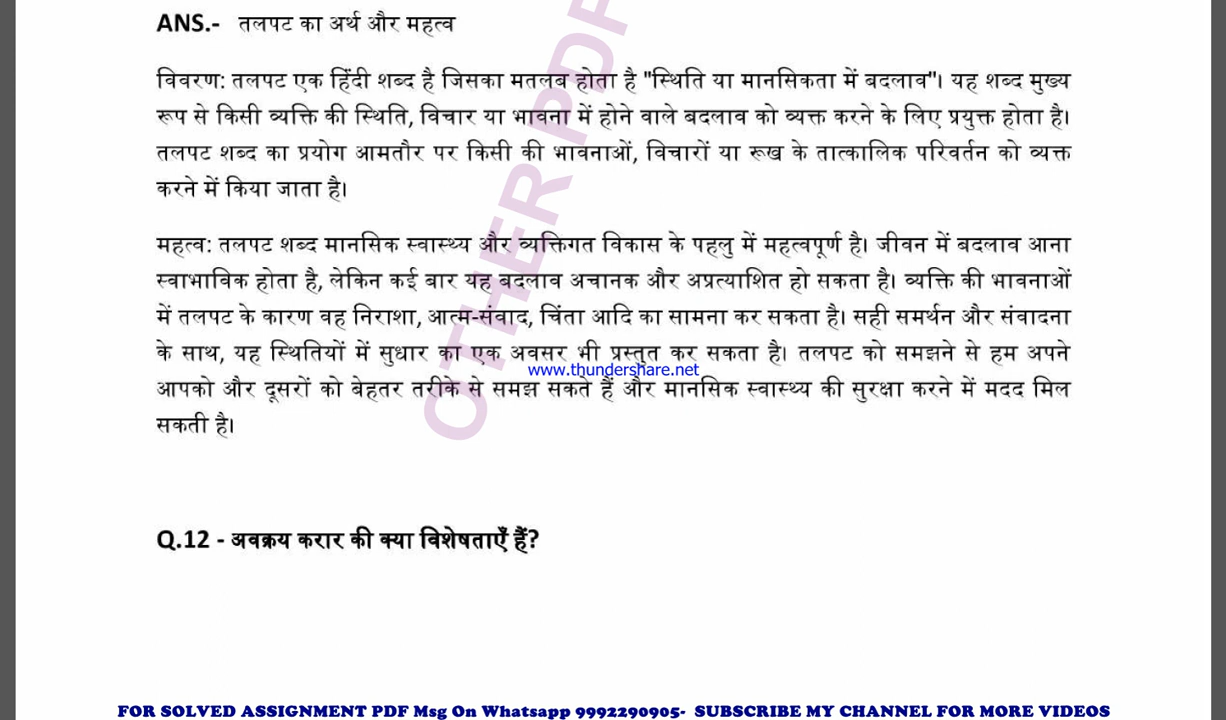 ANS.- तलपट का अर्थ और महत्व
विवरण: तलपट एक हिंदी शब्द है जिसका मतलब होता है "स्थिति या मानसिकता में बदलाव"। यह शब्द मुख्य
रूप से किसी व्यक्ति की स्थिति, विचार या भावना में होने वाले बदलाव को व्यक्त करने के लिए प्रयुक्त होता है।
तलपट शब्द का प्रयोग आमतौर पर किसी की भावनाओं, विचारों या रूख के तात्कालिक परिवर्तन को व्यक्त
करने में किया जाता है।
महत्व: तलपट शब्द मानसिक स्वास्थ्य और व्यक्तिगत विकास के पहलु में महत्वपूर्ण है। जीवन में बदलाव आना
स्वाभाविक होता है, लेकिन कई बार यह बदलाव अचानक और अप्रत्याशित हो सकता है। व्यक्ति की भावनाओं
में तलपट के कारण वह निराशा, आत्म-संवाद, चिंता आदि का सामना कर सकता है। सही समर्थन और संवादना
के साथ, यह स्थितियों में सुधार का एक अवसर भी प्रस्तुत कर सकता है। तलपट को समझने से हम अपने
www.thundershare.net
आपको और दूसरों को बेहतर तरीके से समझ सकते हैं और मानसिक स्वास्थ्य की सुरक्षा करने में मदद मिल
सकती है।
OTHER PDF
Q.12 - अवक्रय करार की क्या विशेषताएँ हैं?
FOR SOLVED ASSIGNMENT PDF Msg On Whatsapp 9992290905- SUBSCRIBE MY CHANNEL FOR MORE VIDEOS